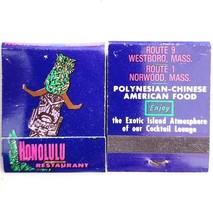 HONOLULU
RESTAURANT
ROUTE 9
WESTBORO, MASS.
ROUTE 1
NORWOOD, MASS.
POLYNESIAN-CHINESE
AMERICAN FOOD
Enjoy
the Exotic Island Atmosphere
of our Cocktail Lounge